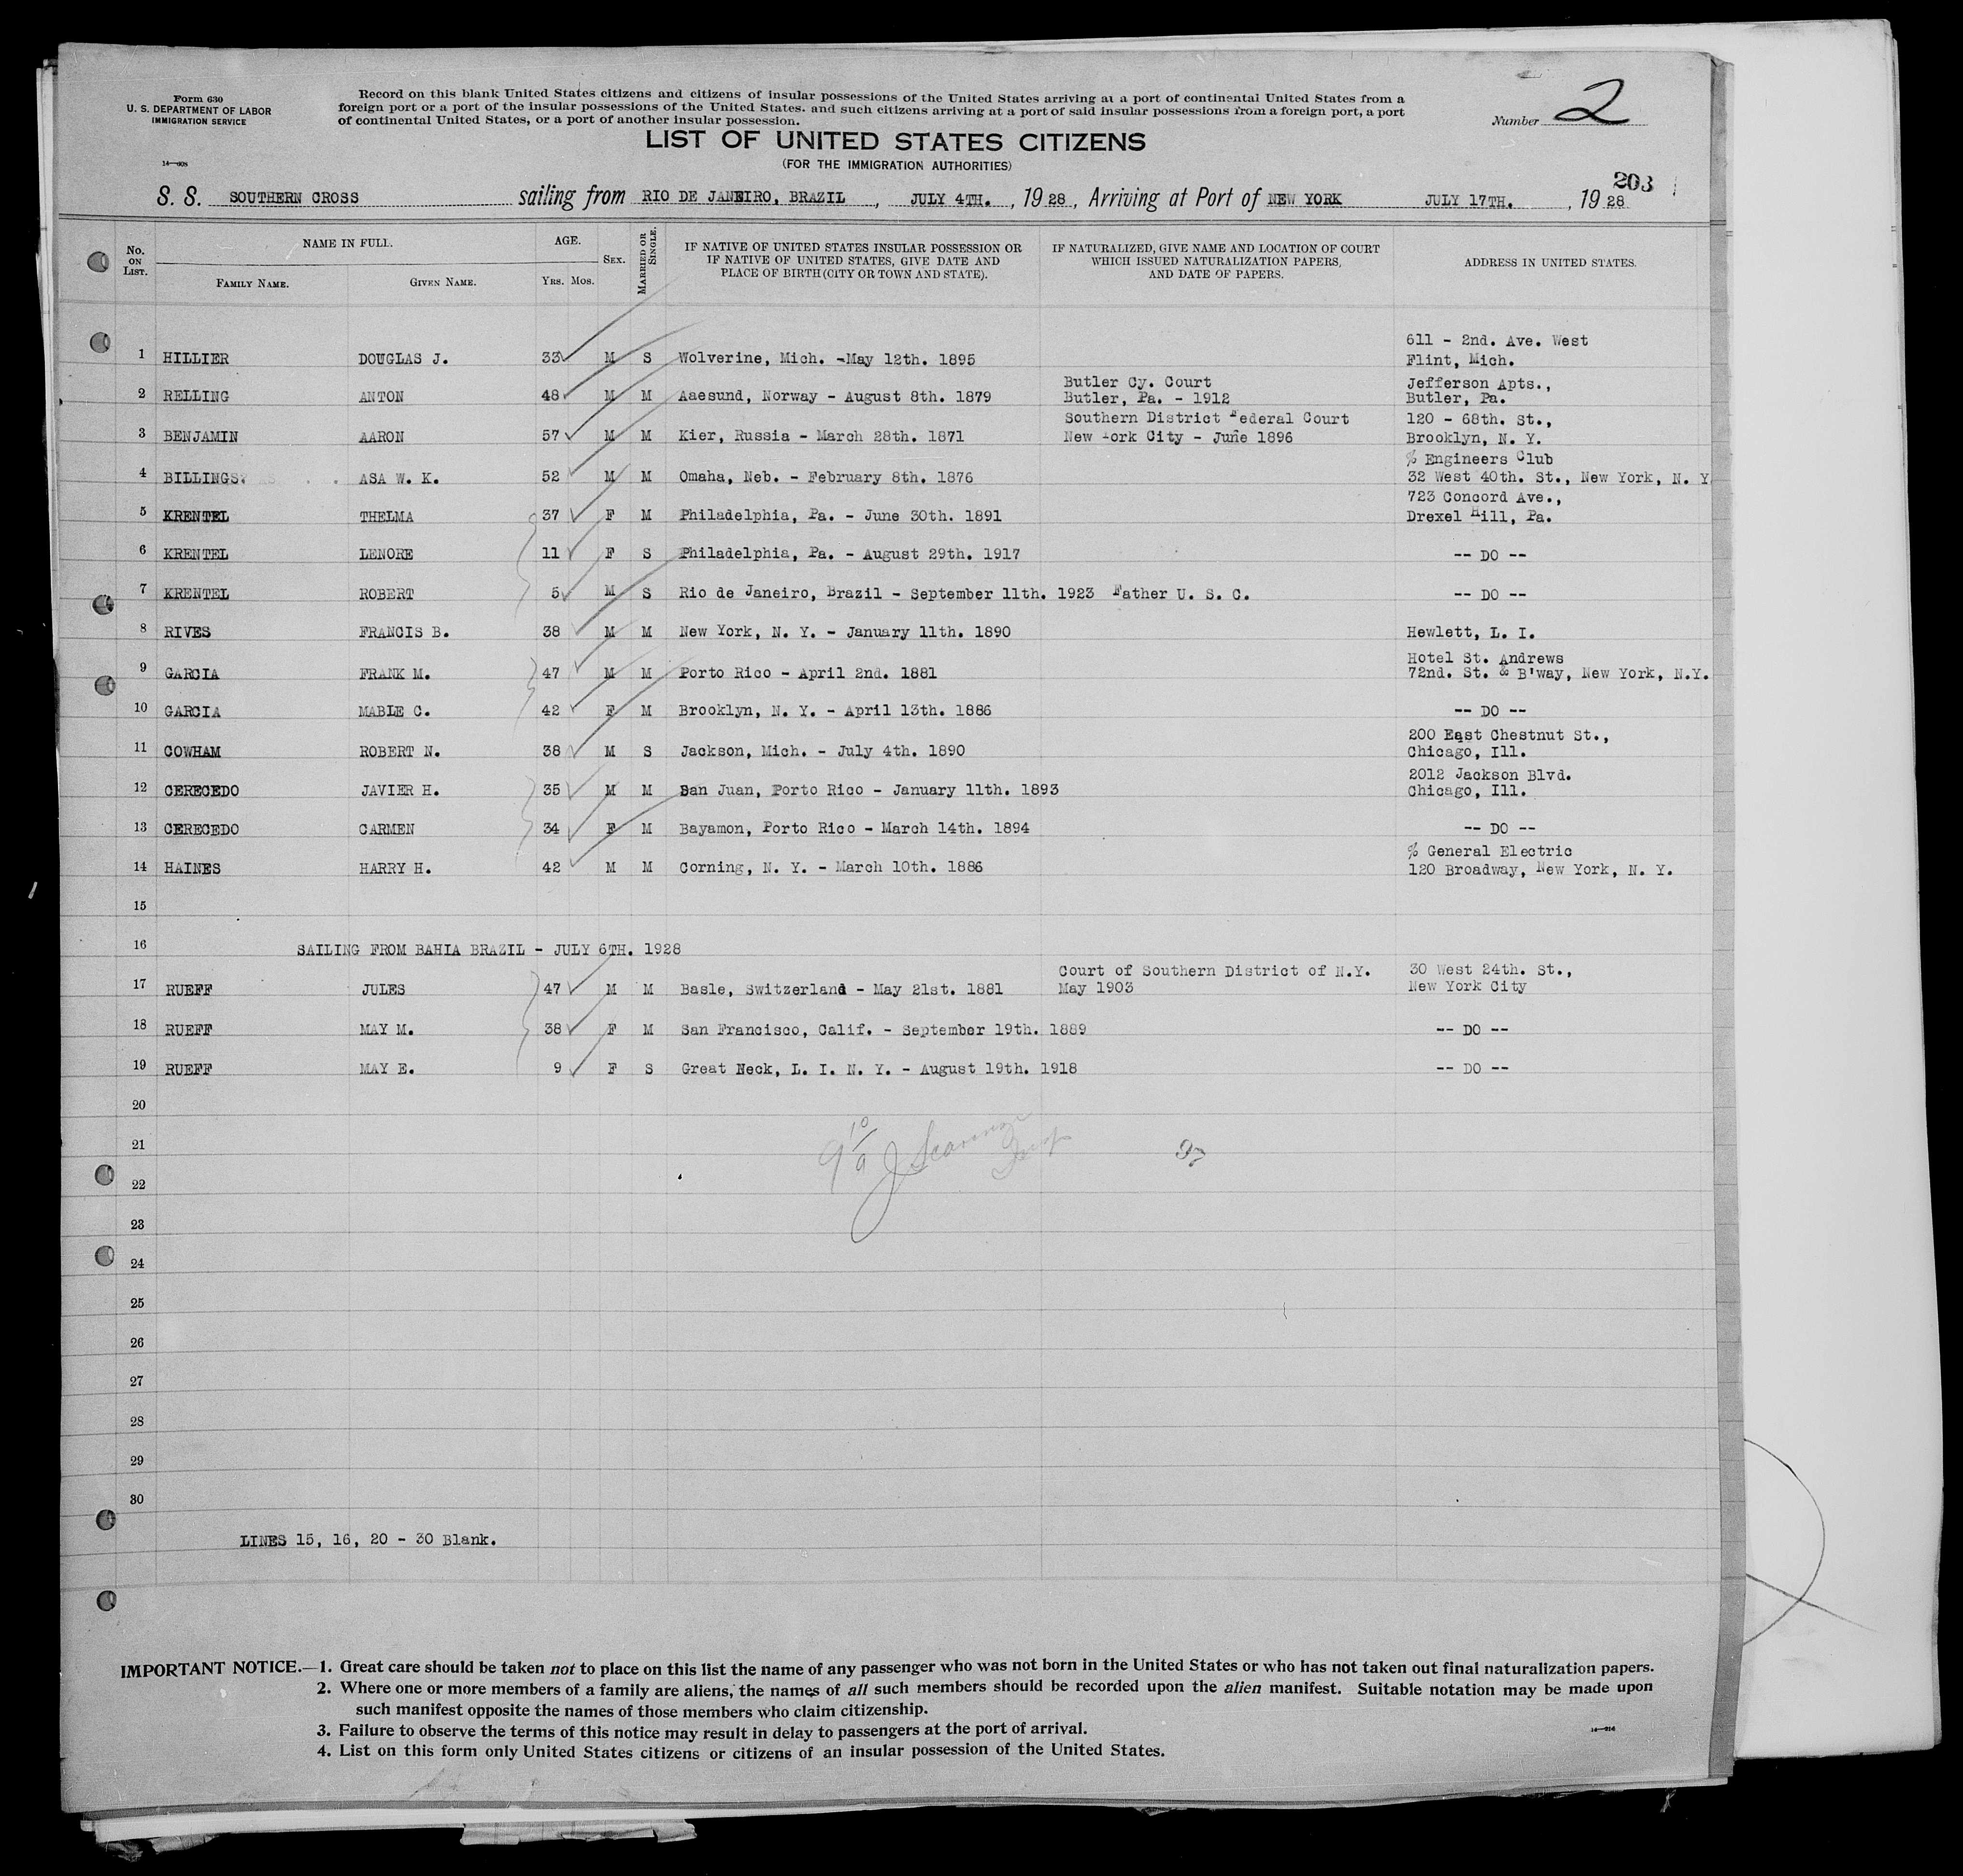 Form 630
U. S. DEPARTMENT OF LABOR
IMMIGRATION SERVICE
Record on this blank United States citizens and citizens of insular possessions of the United States arriving at a port of continental United States from a
foreign port or a port of the insular possessions of the United States, and such citizens arriving at a port of said insular possessions from a foreign port, a port
of continental United States, or a port of another insular possession.
Number 2
LIST OF UNITED STATES CITIZENS
(FOR THE IMMIGRATION AUTHORITIES)
203
S. S. SOUTHERN CROSS sailing from RIO DE JANEIRO, BRAZIL, JULY 4TH., 1928, Arriving at Port of NEW YORK JULY 17TH., 1928
No. ON LIST. NAME IN FULL. AGE. SEX. MARRIED OR SINGLE. IF NATIVE OF UNITED STATES INSULAR POSSESSION OR IF NATIVE OF UNITED STATES, GIVE DATE AND PLACE OF BIRTH (CITY OR TOWN AND STATE). IF NATURALIZED, GIVE NAME AND LOCATION OF COURT WHICH ISSUED NATURALIZATION PAPERS, AND DATE OF PAPERS. ADDRESS IN UNITED STATES.
FAMILY NAME. GIVEN NAME. Yrs. Mos.
611 - 2nd. Ave. West
1 HILLIER DOUGLAS J. 33 M S Wolverine, Mich. -May 12th. 1895 Flint, Mich.
Butler Cy. Court Jefferson Apts.,
2 RELLING ANTON 48 M M Aaesund, Norway - August 8th. 1879 Butler, Pa. - 1912 Butler, Pa.
Southern District Federal Court 120 - 68th. St.,
3 BENJAMIN AARON 57 M M Kier, Russia - March 28th. 1871 New York City - June 1896 Brooklyn, N. Y.
% Engineers Club
4 BILLINGS ASA W. K. 52 M M Omaha, Neb. - February 8th. 1876 32 West 40th. St., New York, N. Y
723 Concord Ave.,
5 KRENTEL THELMA 37 F M Philadelphia, Pa. - June 30th. 1891 Drexel Hill, Pa.
6 KRENTEL LENORE 11 F S Philadelphia, Pa. - August 29th. 1917 -- DO --
7 KRENTEL ROBERT 5 M S Rio de Janeiro, Brazil - September 11th. 1923 Father U. S. C. -- DO --
8 RIVES FRANCIS B. 38 M M New York, N. Y. - January 11th. 1890 Hewlett, L. I.
Hotel St. Andrews
9 GARCIA FRANK M. 47 M M Porto Rico - April 2nd. 1881 72nd. St. & B'way, New York, N.Y.
10 GARCIA MABLE C. 42 F M Brooklyn, N. Y. - April 13th. 1886 -- DO --
200 East Chestnut St.,
11 COWHAM ROBERT N. 38 M S Jackson, Mich. - July 4th. 1890 Chicago, Ill.
2012 Jackson Blvd.
12 CERECEDO JAVIER H. 35 M M San Juan, Porto Rico - January 11th. 1893 Chicago, Ill.
13 CERECEDO CARMEN 34 F M Bayamon, Porto Rico - March 14th. 1894 -- DO --
% General Electric
14 HAINES HARRY H. 42 M M Corning, N. Y. - March 10th. 1886 120 Broadway, New York, N. Y.
15
16 SAILING FROM BAHIA BRAZIL - JULY 6TH. 1928
Court of Southern District of N.Y. 30 West 24th. St.,
17 RUEFF JULES 47 M M Basle, Switzerland - May 21st. 1881 May 1903 New York City
18 RUEFF MAY M. 38 F M San Francisco, Calif. - September 19th. 1889 -- DO --
19 RUEFF MAY E. 9 F S Great Neck, L. I. N. Y. - August 19th. 1918 -- DO --
20
21
97
22
23
24
25
26
27
28
29
30
LINES 15, 16, 20 - 30 Blank.
IMPORTANT NOTICE.—1. Great care should be taken not to place on this list the name of any passenger who was not born in the United States or who has not taken out final naturalization papers.
2. Where one or more members of a family are aliens, the names of all such members should be recorded upon the alien manifest. Suitable notation may be made upon
such manifest opposite the names of those members who claim citizenship.
3. Failure to observe the terms of this notice may result in delay to passengers at the port of arrival.
4. List on this form only United States citizens or citizens of an insular possession of the United States.